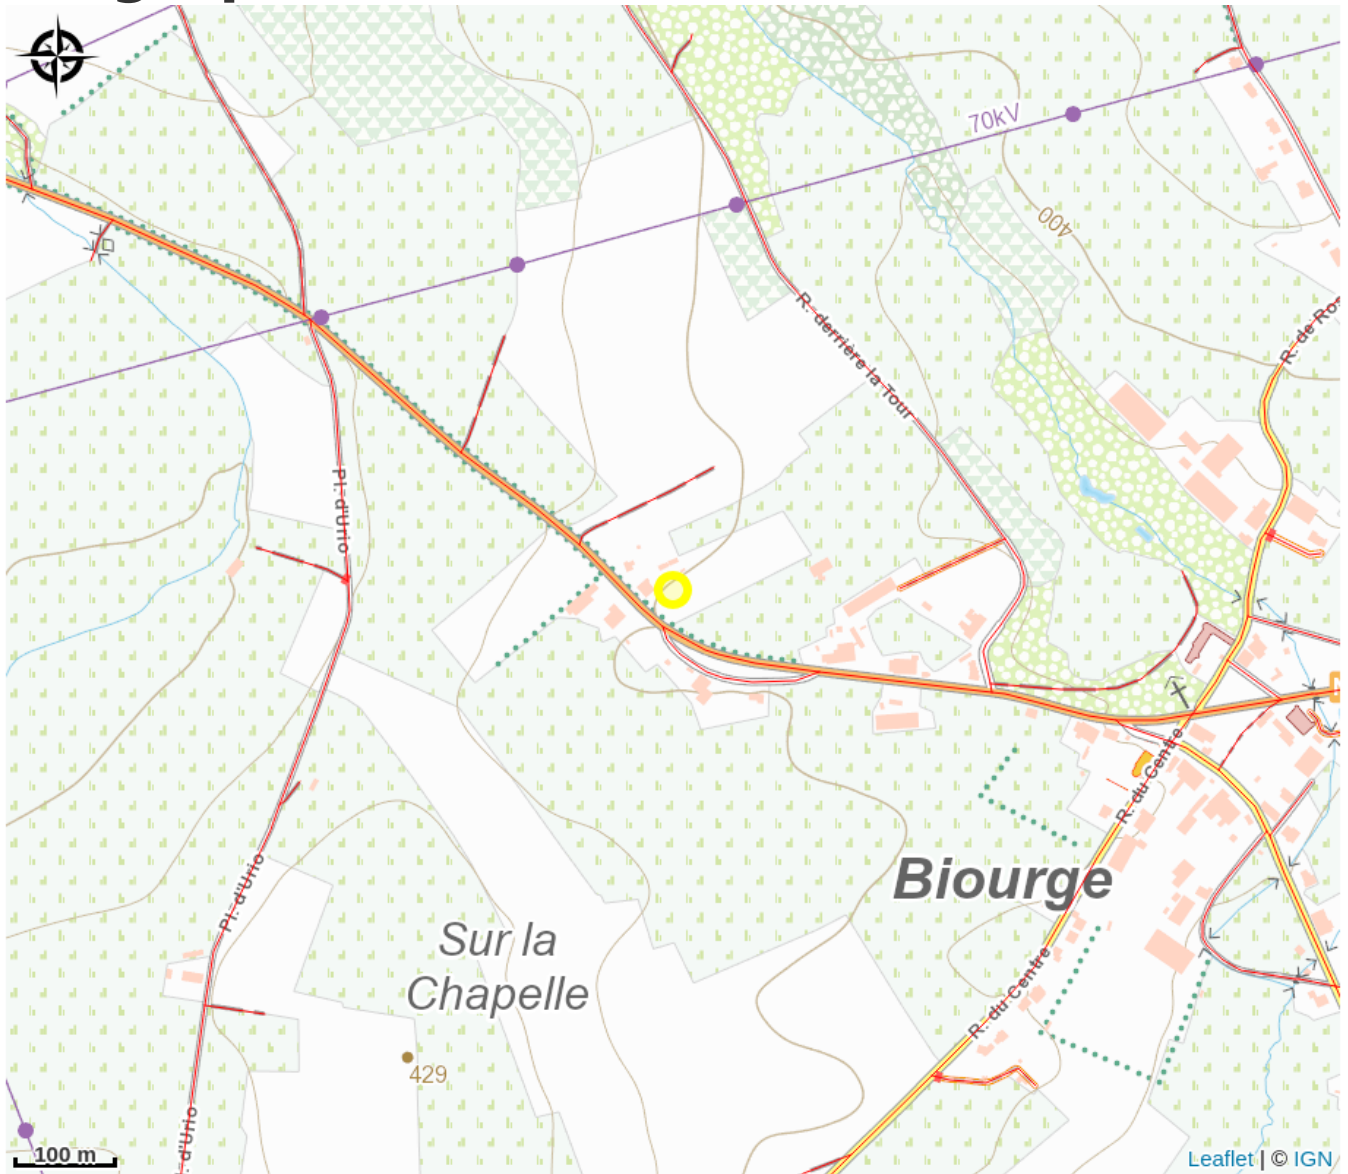 70kV
400
R. derrière la Tour
R. de Ros
Pl. d'Urio
R. du Centre
Biourge
Pl. d'Urio
Sur la
Chapelle
R. du Centre
429
. d'Urio
100 m
Leaflet | © IGN